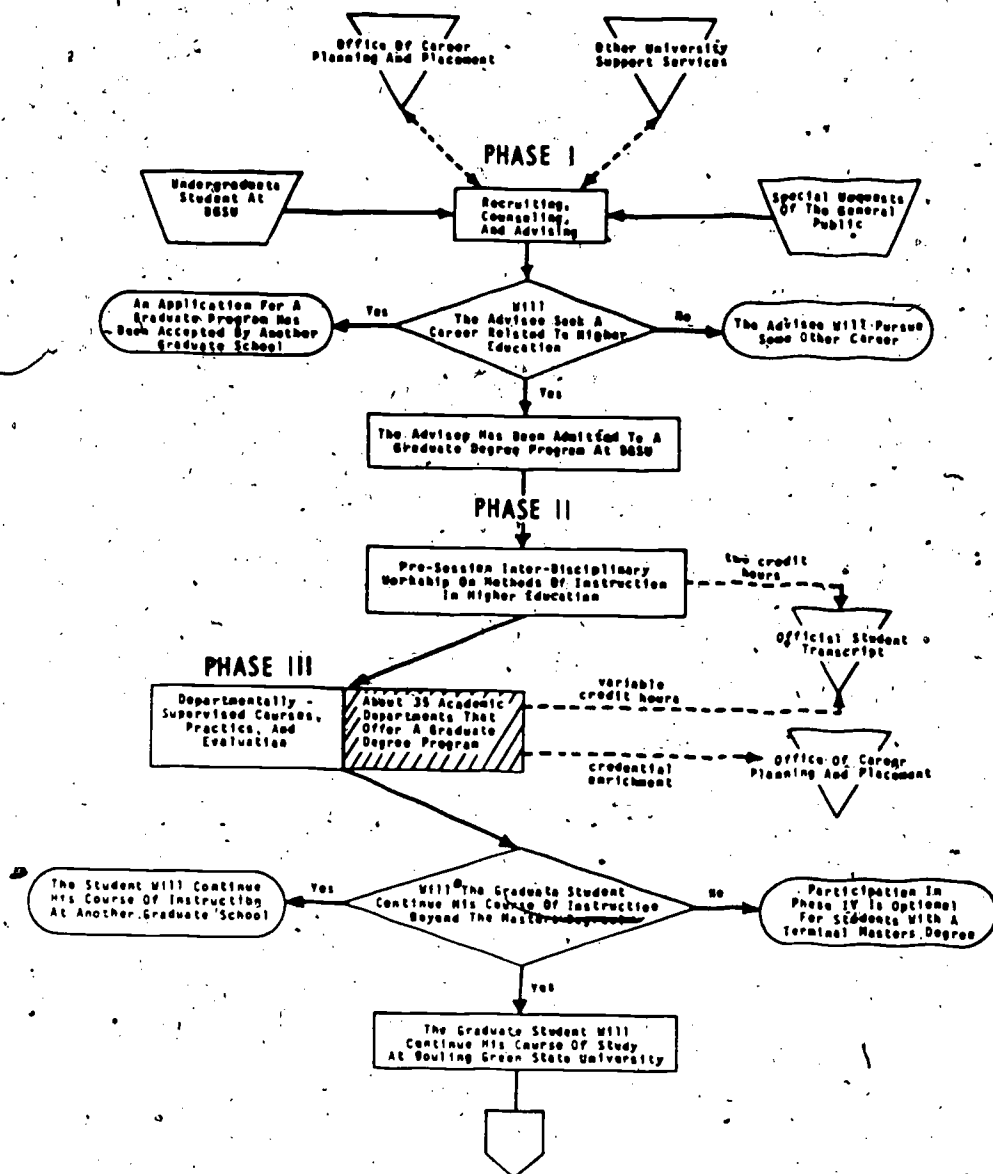 2
Office Of Career
Planning And Placement
Other University
Support Services
PHASE I
Undergraduate
Student At
BGSU
Recruiting,
Counseling,
And Advising
Special Requests
Of The General
Public
An Application For A
Graduate Program Has
Been Accepted By Another
Graduate School
Yes
Will
The Advisee Seek A
Career Related To Higher
Education
No
The Advisee Will Pursue
Some Other Career
Yes
The Advisee Has Been Admitted To A
Graduate Degree Program At BGSU
PHASE II
Pre-Session Inter-Disciplinary
Workship On Methods Of Instruction
In Higher Education
two credit
hours
Official Student
Transcript
PHASE III
Departmentally -
Supervised Courses,
Practice, And
Evaluation
About 35 Academic
Departments That
Offer A Graduate
Degree Program
variable
credit hours
credential
enrichment
Office Of Career
Planning And Placement
The Student Will Continue
His Course Of Instruction
At Another Graduate School
Yes
Will The Graduate Student
Continue His Course Of Instruction
Beyond The Masters Degree
No
Participation In
Phase IV Is Optional
For Students With A
Terminal Masters Degree
Yes
The Graduate Student Will
Continue His Course Of Study
At Bowling Green State University